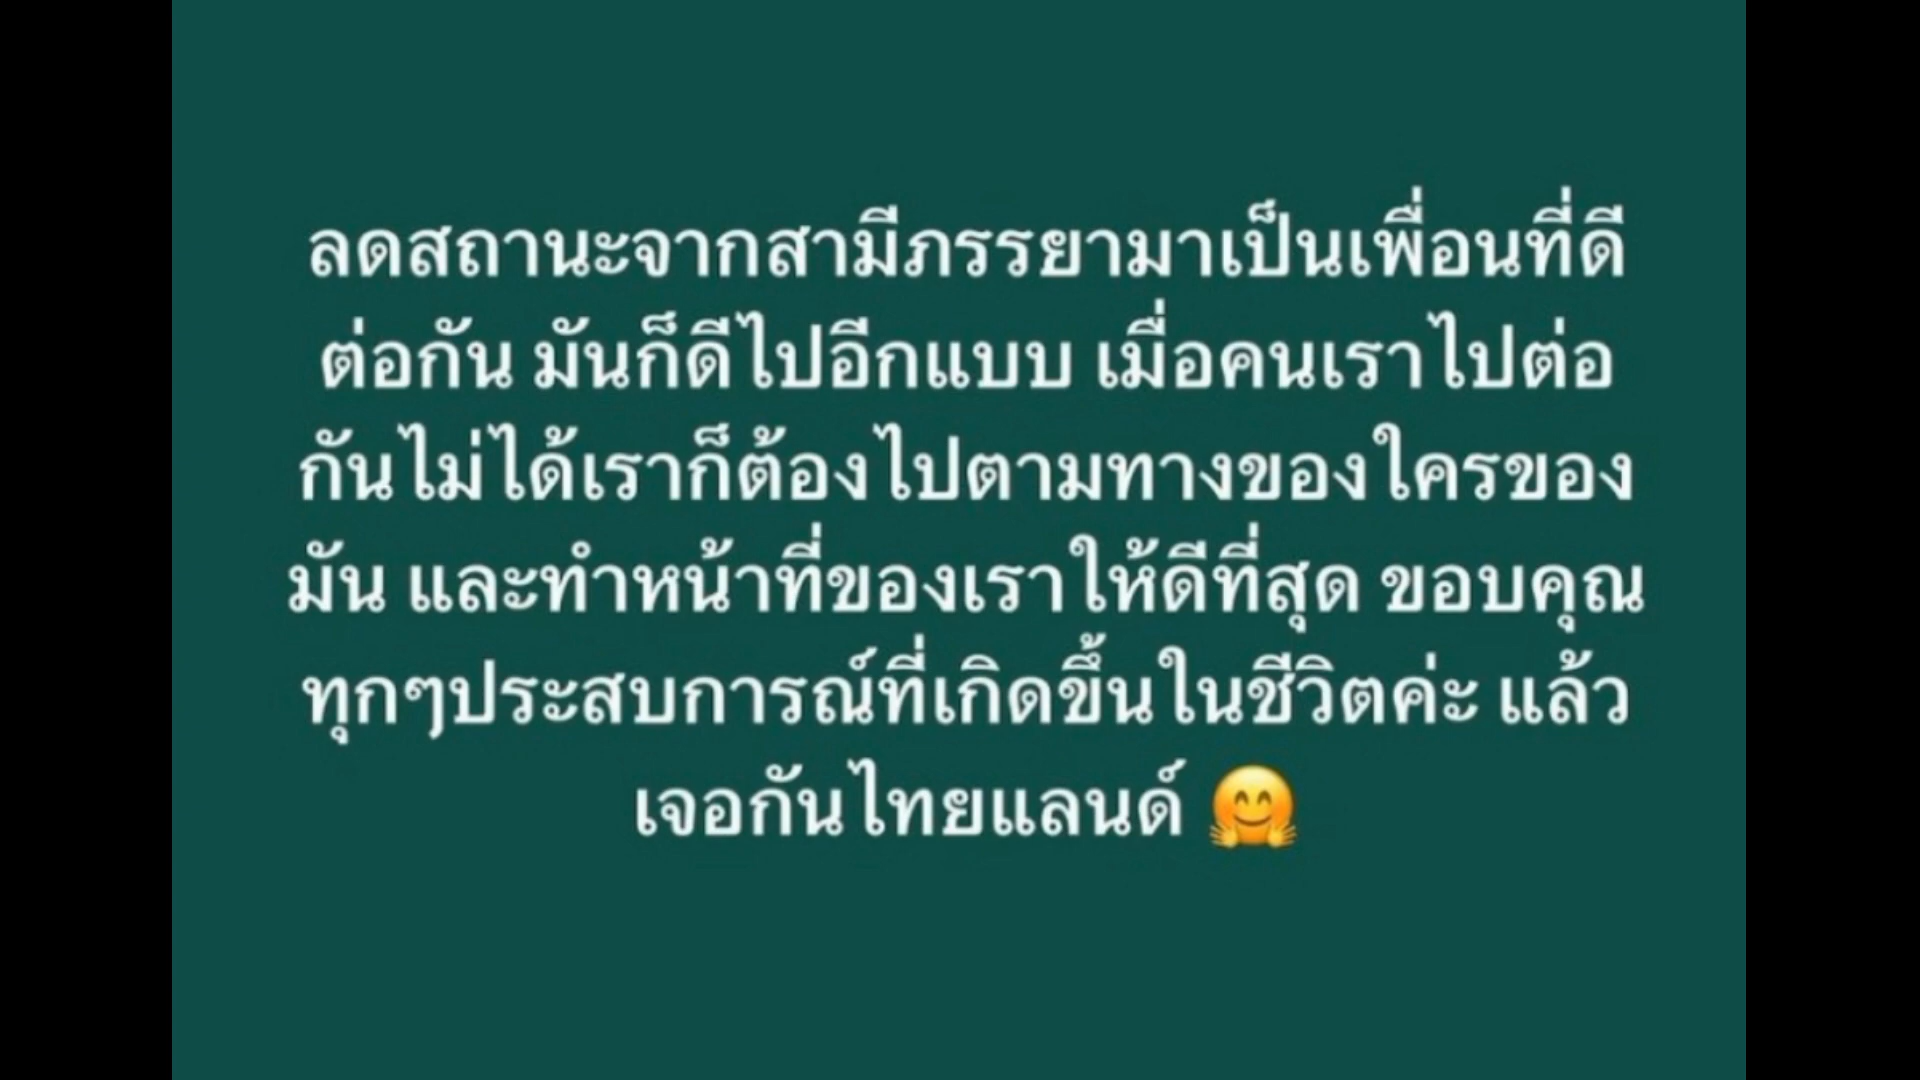 ลดสถานะจากสามีภรรยามาเป็นเพื่อนที่ดี
ต่อกัน มันก็ดีไปอีกแบบ เมื่อคนเราไปต่อ
กันไม่ได้เราก็ต้องไปตามทางของใครของ
มัน และทำหน้าที่ของเราให้ดีที่สุด ขอบคุณ
ทุกๆประสบการณ์ที่เกิดขึ้นในชีวิตค่ะ แล้ว
เจอกันไทยแลนด์ 🤗